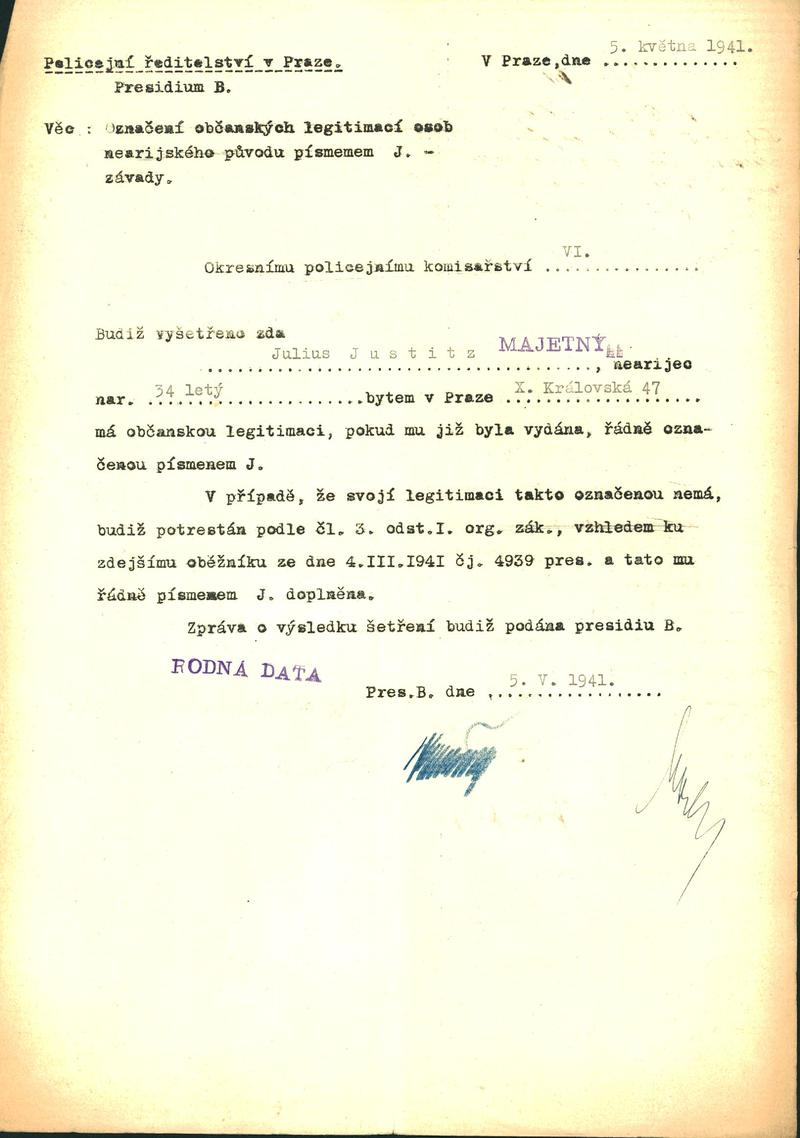 5. května 1941.
Policejní ředitelství v Praze.
V Praze,dne ..............
Presidium B.
Věc : Označení občanských legitimací osob
nearijského původu písmemem J. -
závady.
VI.
Okresnímu policejnímu komisařství ................
Budiž vyšetřeno zda
Julius Justitz MAJETNÝ
......................................, nearijec
34 letý X. Královská 47
nar. ......................bytem v Praze ....................
má občanskou legitimaci, pokud mu již byla vydána, řádně ozna-
čenou písmenem J.
V případě, že svojí legitimaci takto označenou nemá,
budiž potrestán podle čl. 3. odst.I. org. zák., vzhledem ku
zdejšímu oběžníku ze dne 4.III.1941 čj. 4939 pres. a tato mu
řádně písmenem J. doplněna.
Zpráva o výsledku šetření budiž podána presidiu B.
RODNÁ DATA
5. V. 1941.
Pres.B. dne ..................